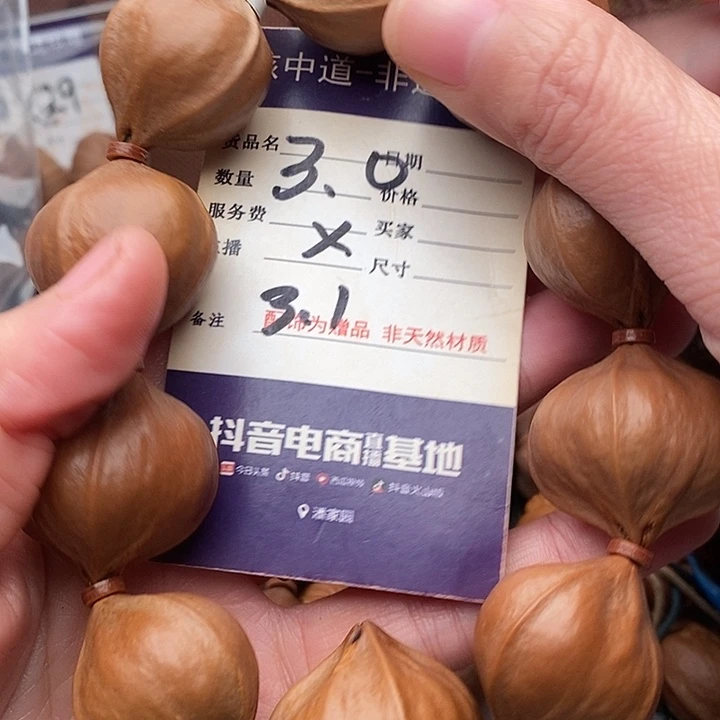 核中道-非遗
货品名 日期
3.0
数量 价格
服务费 买家
×
直播 尺寸
3.1
备注 配饰为赠品 非天然材质
抖音电商直播基地
今日头条 抖音 西瓜视频 抖音火山版
潘家园
29